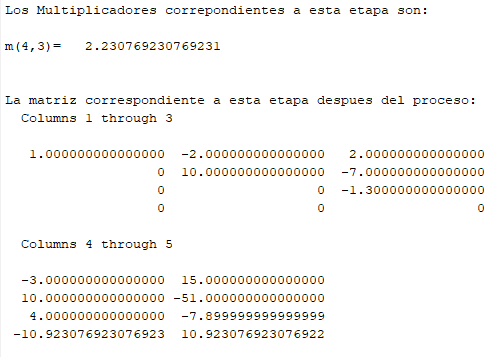 Los Multiplicadores correpondientes a esta etapa son:
m(4,3)= 2.230769230769231
La matriz correspondiente a esta etapa despues del proceso:
Columns 1 through 3
1.000000000000000 -2.000000000000000 2.000000000000000
0 10.000000000000000 -7.000000000000000
0 0 -1.300000000000000
0 0 0
Columns 4 through 5
-3.000000000000000 15.000000000000000
10.000000000000000 -51.000000000000000
4.000000000000000 -7.899999999999999
-10.923076923076923 10.923076923076922